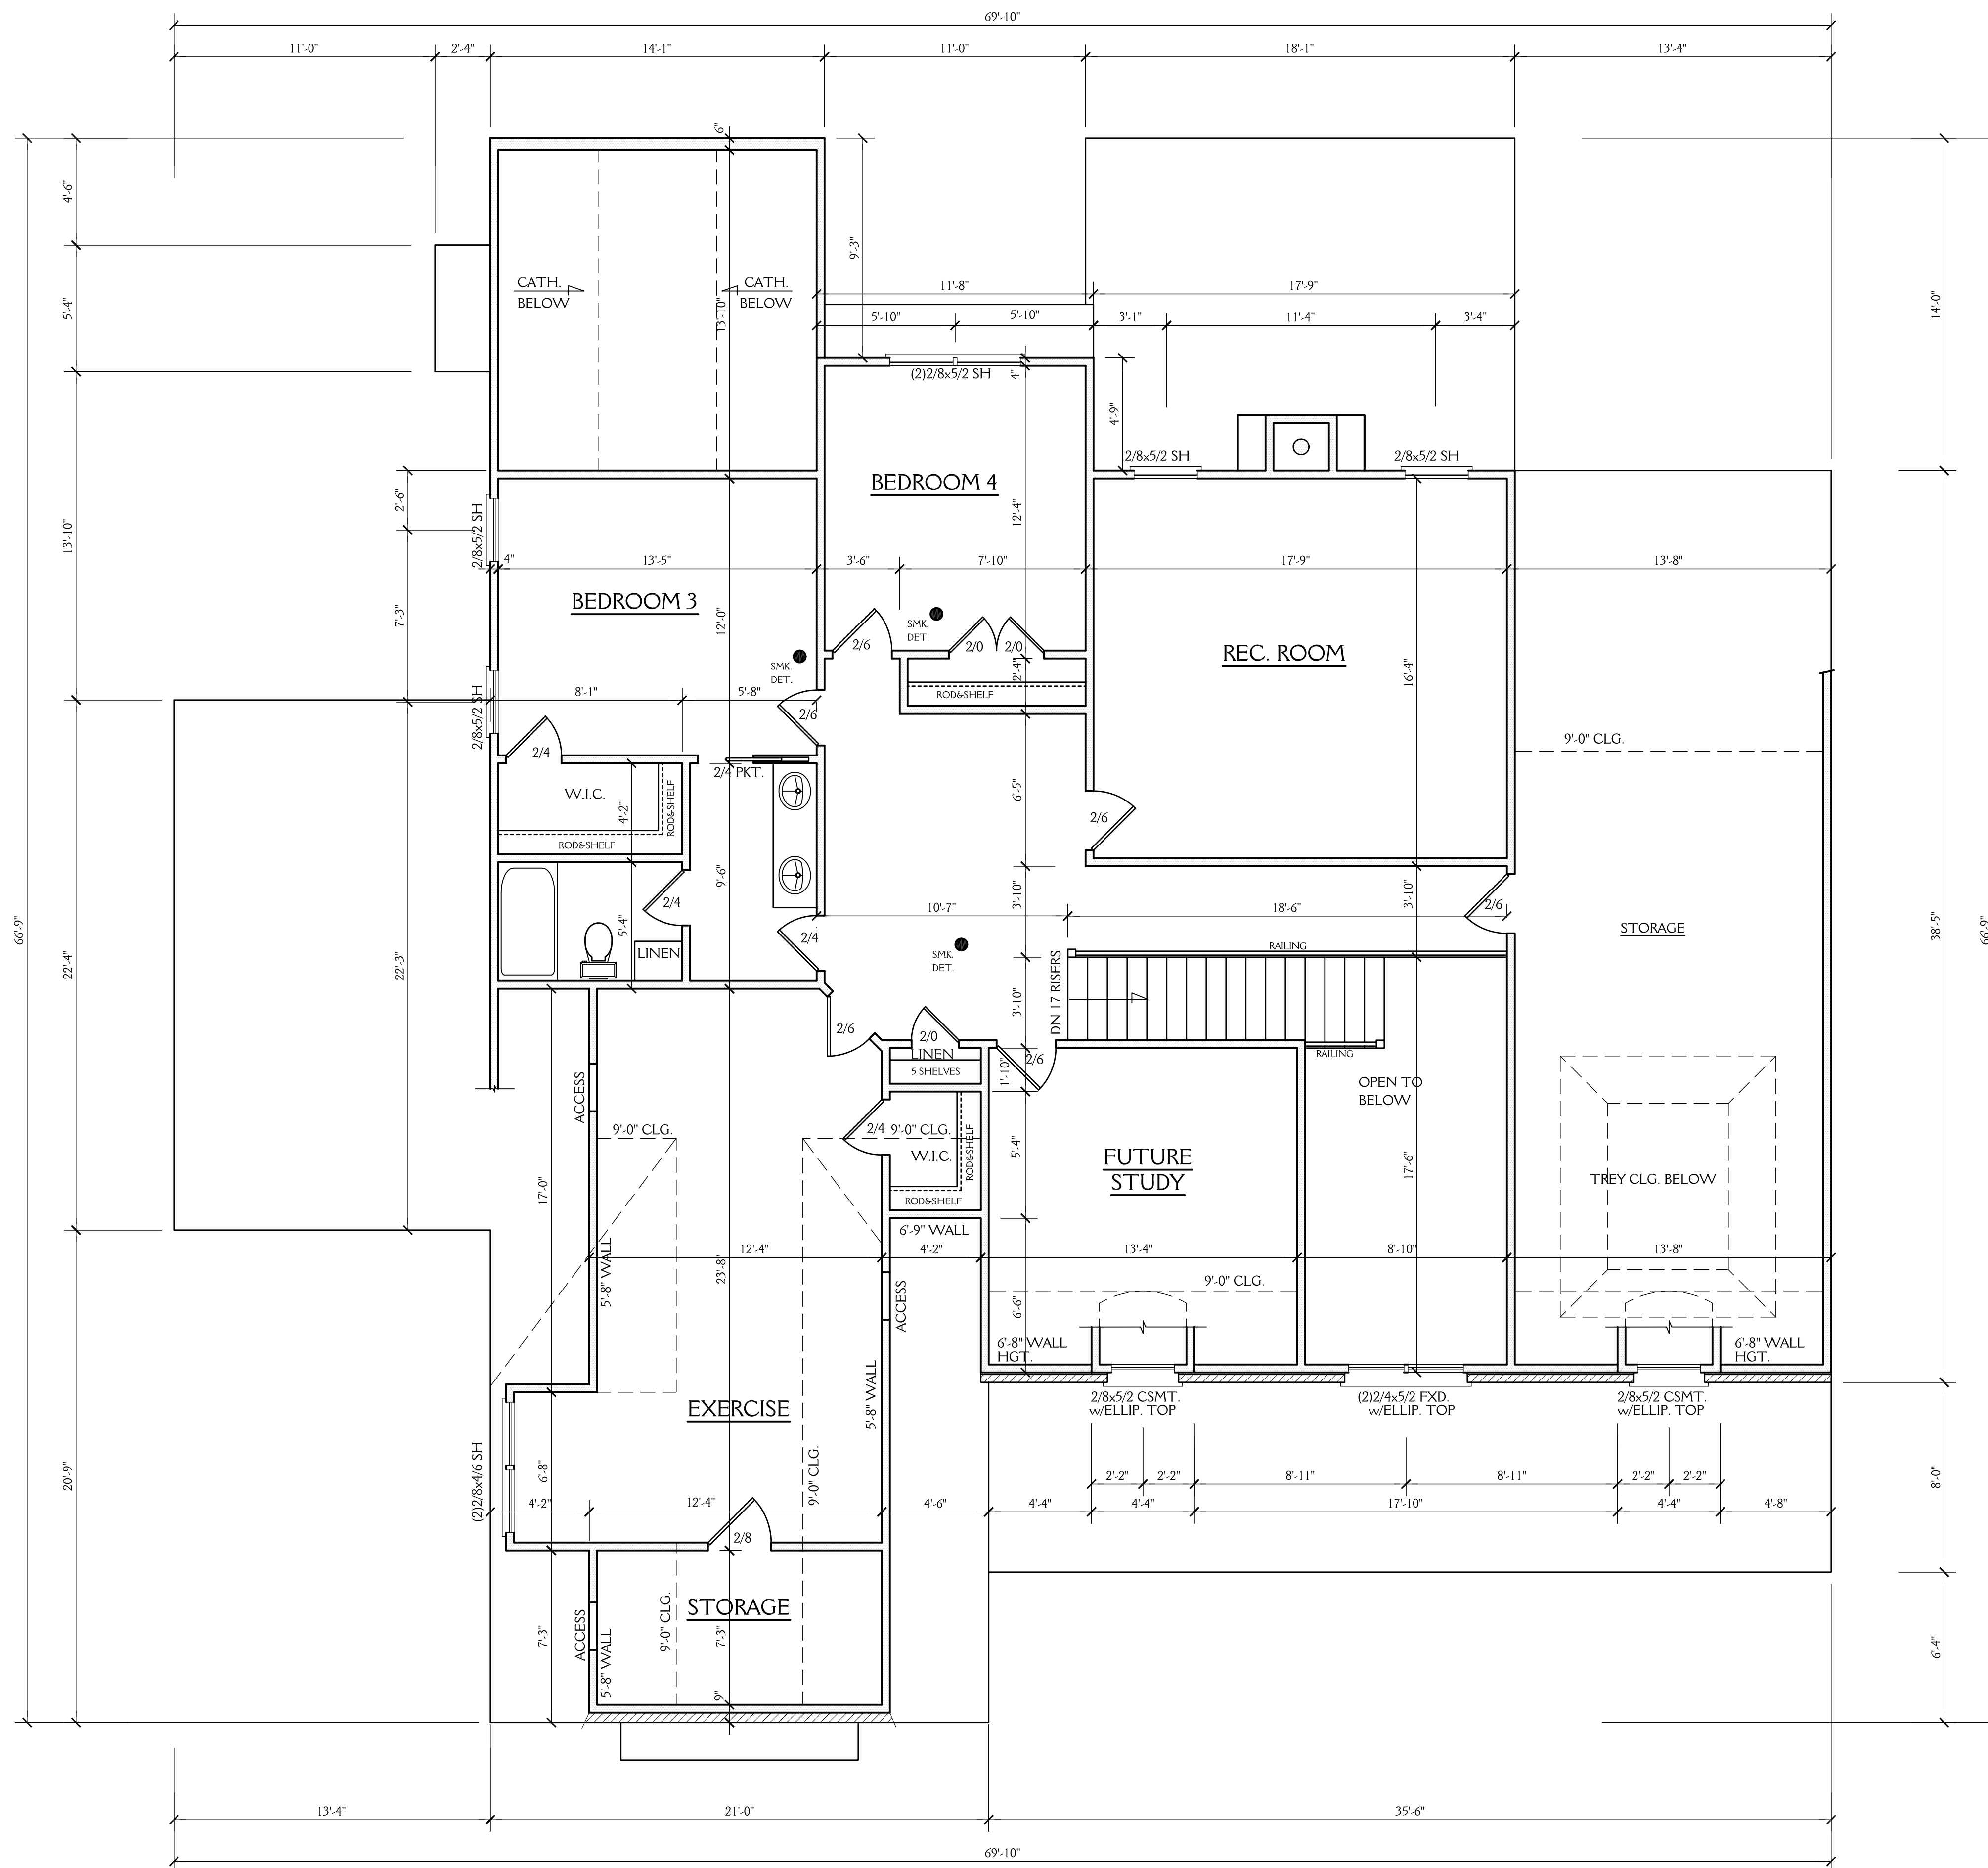 69'-10"
11'-0" 2'-4" 14'-1" 11'-0" 18'-1" 13'-4"
6"
4'-6"
9'-3"
CATH.
BELOW
CATH.
BELOW
13'-10"
11'-8" 17'-9"
5'-4"
14'-0"
5'-10" 5'-10" 3'-1" 11'-4" 3'-4"
(2)2/8x5/2 SH
4"
4'-9"
2/8x5/2 SH
2/8x5/2 SH
BEDROOM 4
2'-6"
2/8x5/2 SH
12'-4"
13'-10"
4" 13'-5" 3'-6" 7'-10" 17'-9" 13'-8"
BEDROOM 3
7'-3"
12'-0"
SMK.
DET.
2/6
2/0
2/0
SMK.
DET.
2'-4"
REC. ROOM
16'-4"
ROD&SHELF
8'-1" 5'-8"
2/8x5/2 SH
2/6
2/4
2/4 PKT.
9'-0" CLG.
W.I.C.
ROD&SHELF
4'-2"
ROD&SHELF
6'-5"
2/6
9'-6"
2/4
5'-4"
LINEN
2/4
3'-10"
3'-10"
10'-7" 18'-6"
2/6
STORAGE
66'-9"
22'-4"
22'-3"
38'-5"
66'-9"
SMK.
DET.
RAILING
DN 17 RISERS
3'-10"
2/6
2/0
LINEN
5 SHELVES
2/6
1'-10"
RAILING
OPEN TO
BELOW
ACCESS
9'-0" CLG.
2/4
9'-0" CLG.
W.I.C.
ROD&SHELF
ROD&SHELF
5'-4"
FUTURE
STUDY
17'-6"
TREY CLG. BELOW
17'-0"
5'-8" WALL
6'-9" WALL
12'-4" 4'-2" 13'-4" 8'-10" 13'-8"
23'-8"
ACCESS
9'-0" CLG.
6'-6"
6'-8" WALL
HGT.
6'-8" WALL
HGT.
5'-8" WALL
EXERCISE
2/8x5/2 CSMT.
w/ELLIP. TOP
(2)2/4x5/2 FXD.
w/ELLIP. TOP
2/8x5/2 CSMT.
w/ELLIP. TOP
20'-9"
(2)2/8x4/6 SH
6'-8"
9'-0" CLG.
2'-2" 2'-2" 8'-11" 8'-11" 2'-2" 2'-2"
8'-0"
4'-2" 12'-4" 4'-6" 4'-4" 4'-4" 17'-10" 4'-4" 4'-8"
2/8
STORAGE
9'-0" CLG.
7'-3"
ACCESS
5'-8" WALL
7'-3"
9"
6'-4"
13'-4" 21'-0" 35'-6"
69'-10"